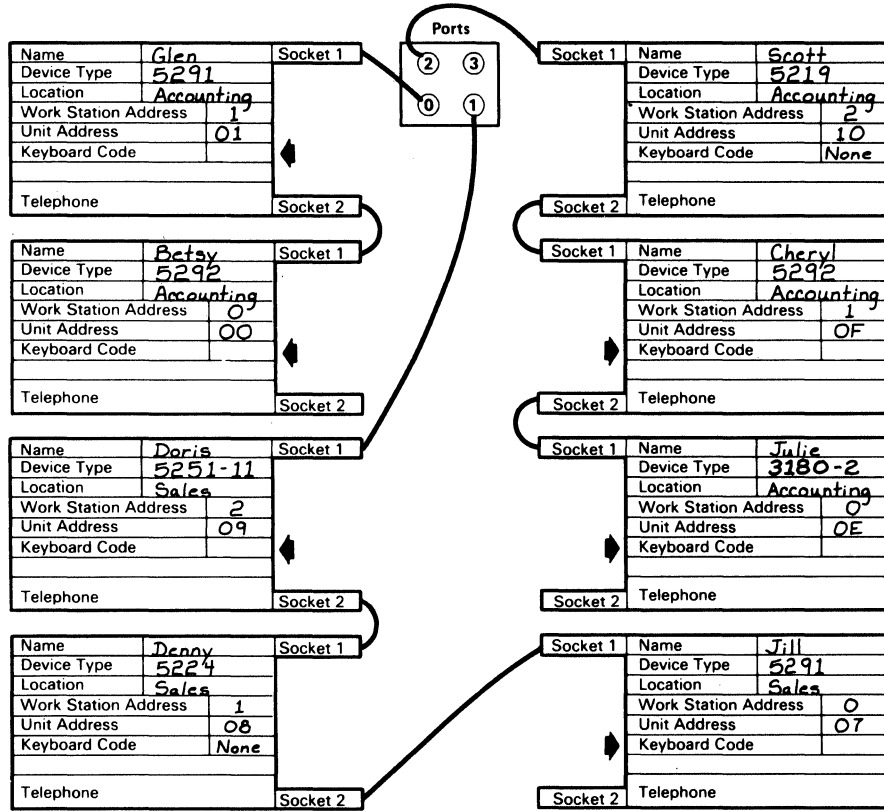 Ports
2 3
0 1
Name Glen Socket 1
Device Type 5291
Location Accounting
Work Station Address 1
Unit Address 01
Keyboard Code
Telephone
Socket 2
Name Betsy Socket 1
Device Type 5292
Location Accounting
Work Station Address 0
Unit Address 00
Keyboard Code
Telephone
Socket 2
Name Doris Socket 1
Device Type 5251-11
Location Sales
Work Station Address 2
Unit Address 09
Keyboard Code
Telephone
Socket 2
Name Denny Socket 1
Device Type 5224
Location Sales
Work Station Address 1
Unit Address 08
Keyboard Code None
Telephone
Socket 2
Socket 1 Name Scott
Device Type 5219
Location Accounting
Work Station Address 2
Unit Address 10
Keyboard Code None
Telephone
Socket 2
Socket 1 Name Cheryl
Device Type 5292
Location Accounting
Work Station Address 1
Unit Address 0F
Keyboard Code
Telephone
Socket 2
Socket 1 Name Julie
Device Type 3180-2
Location Accounting
Work Station Address 0
Unit Address 0E
Keyboard Code
Telephone
Socket 2
Socket 1 Name Jill
Device Type 5291
Location Sales
Work Station Address 0
Unit Address 07
Keyboard Code
Telephone
Socket 2